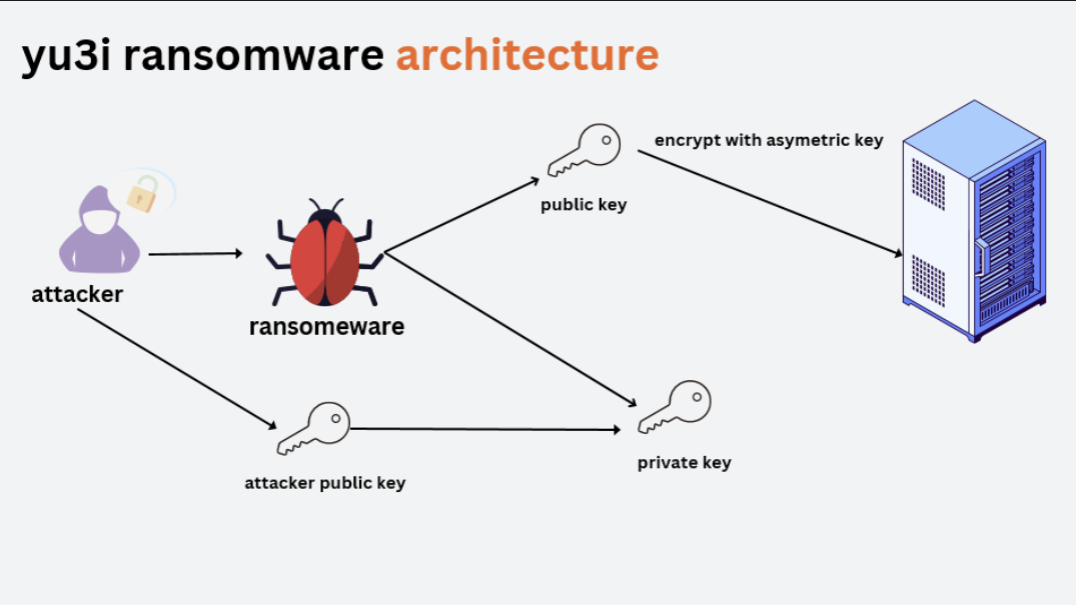 yu3i ransomware architecture
encrypt with asymetric key
public key
attacker
ransomeware
private key
attacker public key